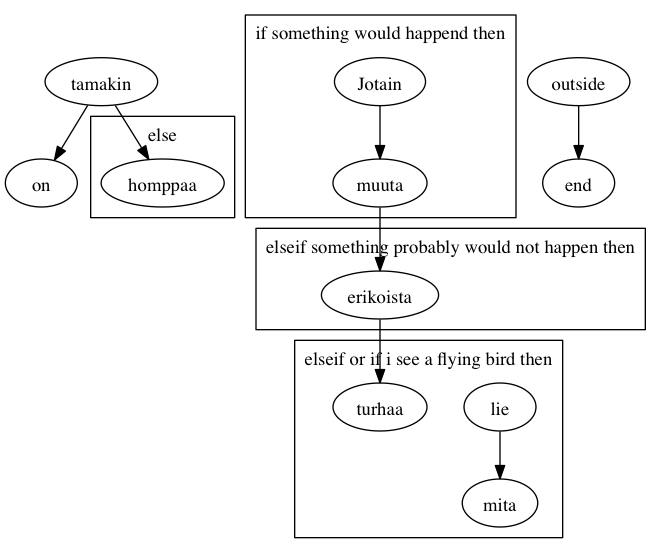 if something would happend then
tamakin
Jotain
outside
else
on
homppaa
muuta
end
elseif something probably would not happen then
erikoista
elseif or if i see a flying bird then
turhaa
lie
mita